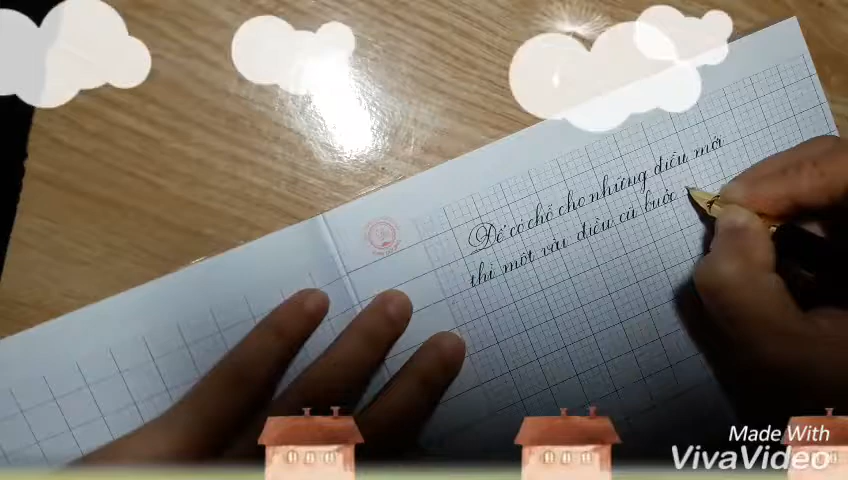 Để có chỗ cho những điều mới
thì một vài điều cũ buộc
Made With
VivaVideo